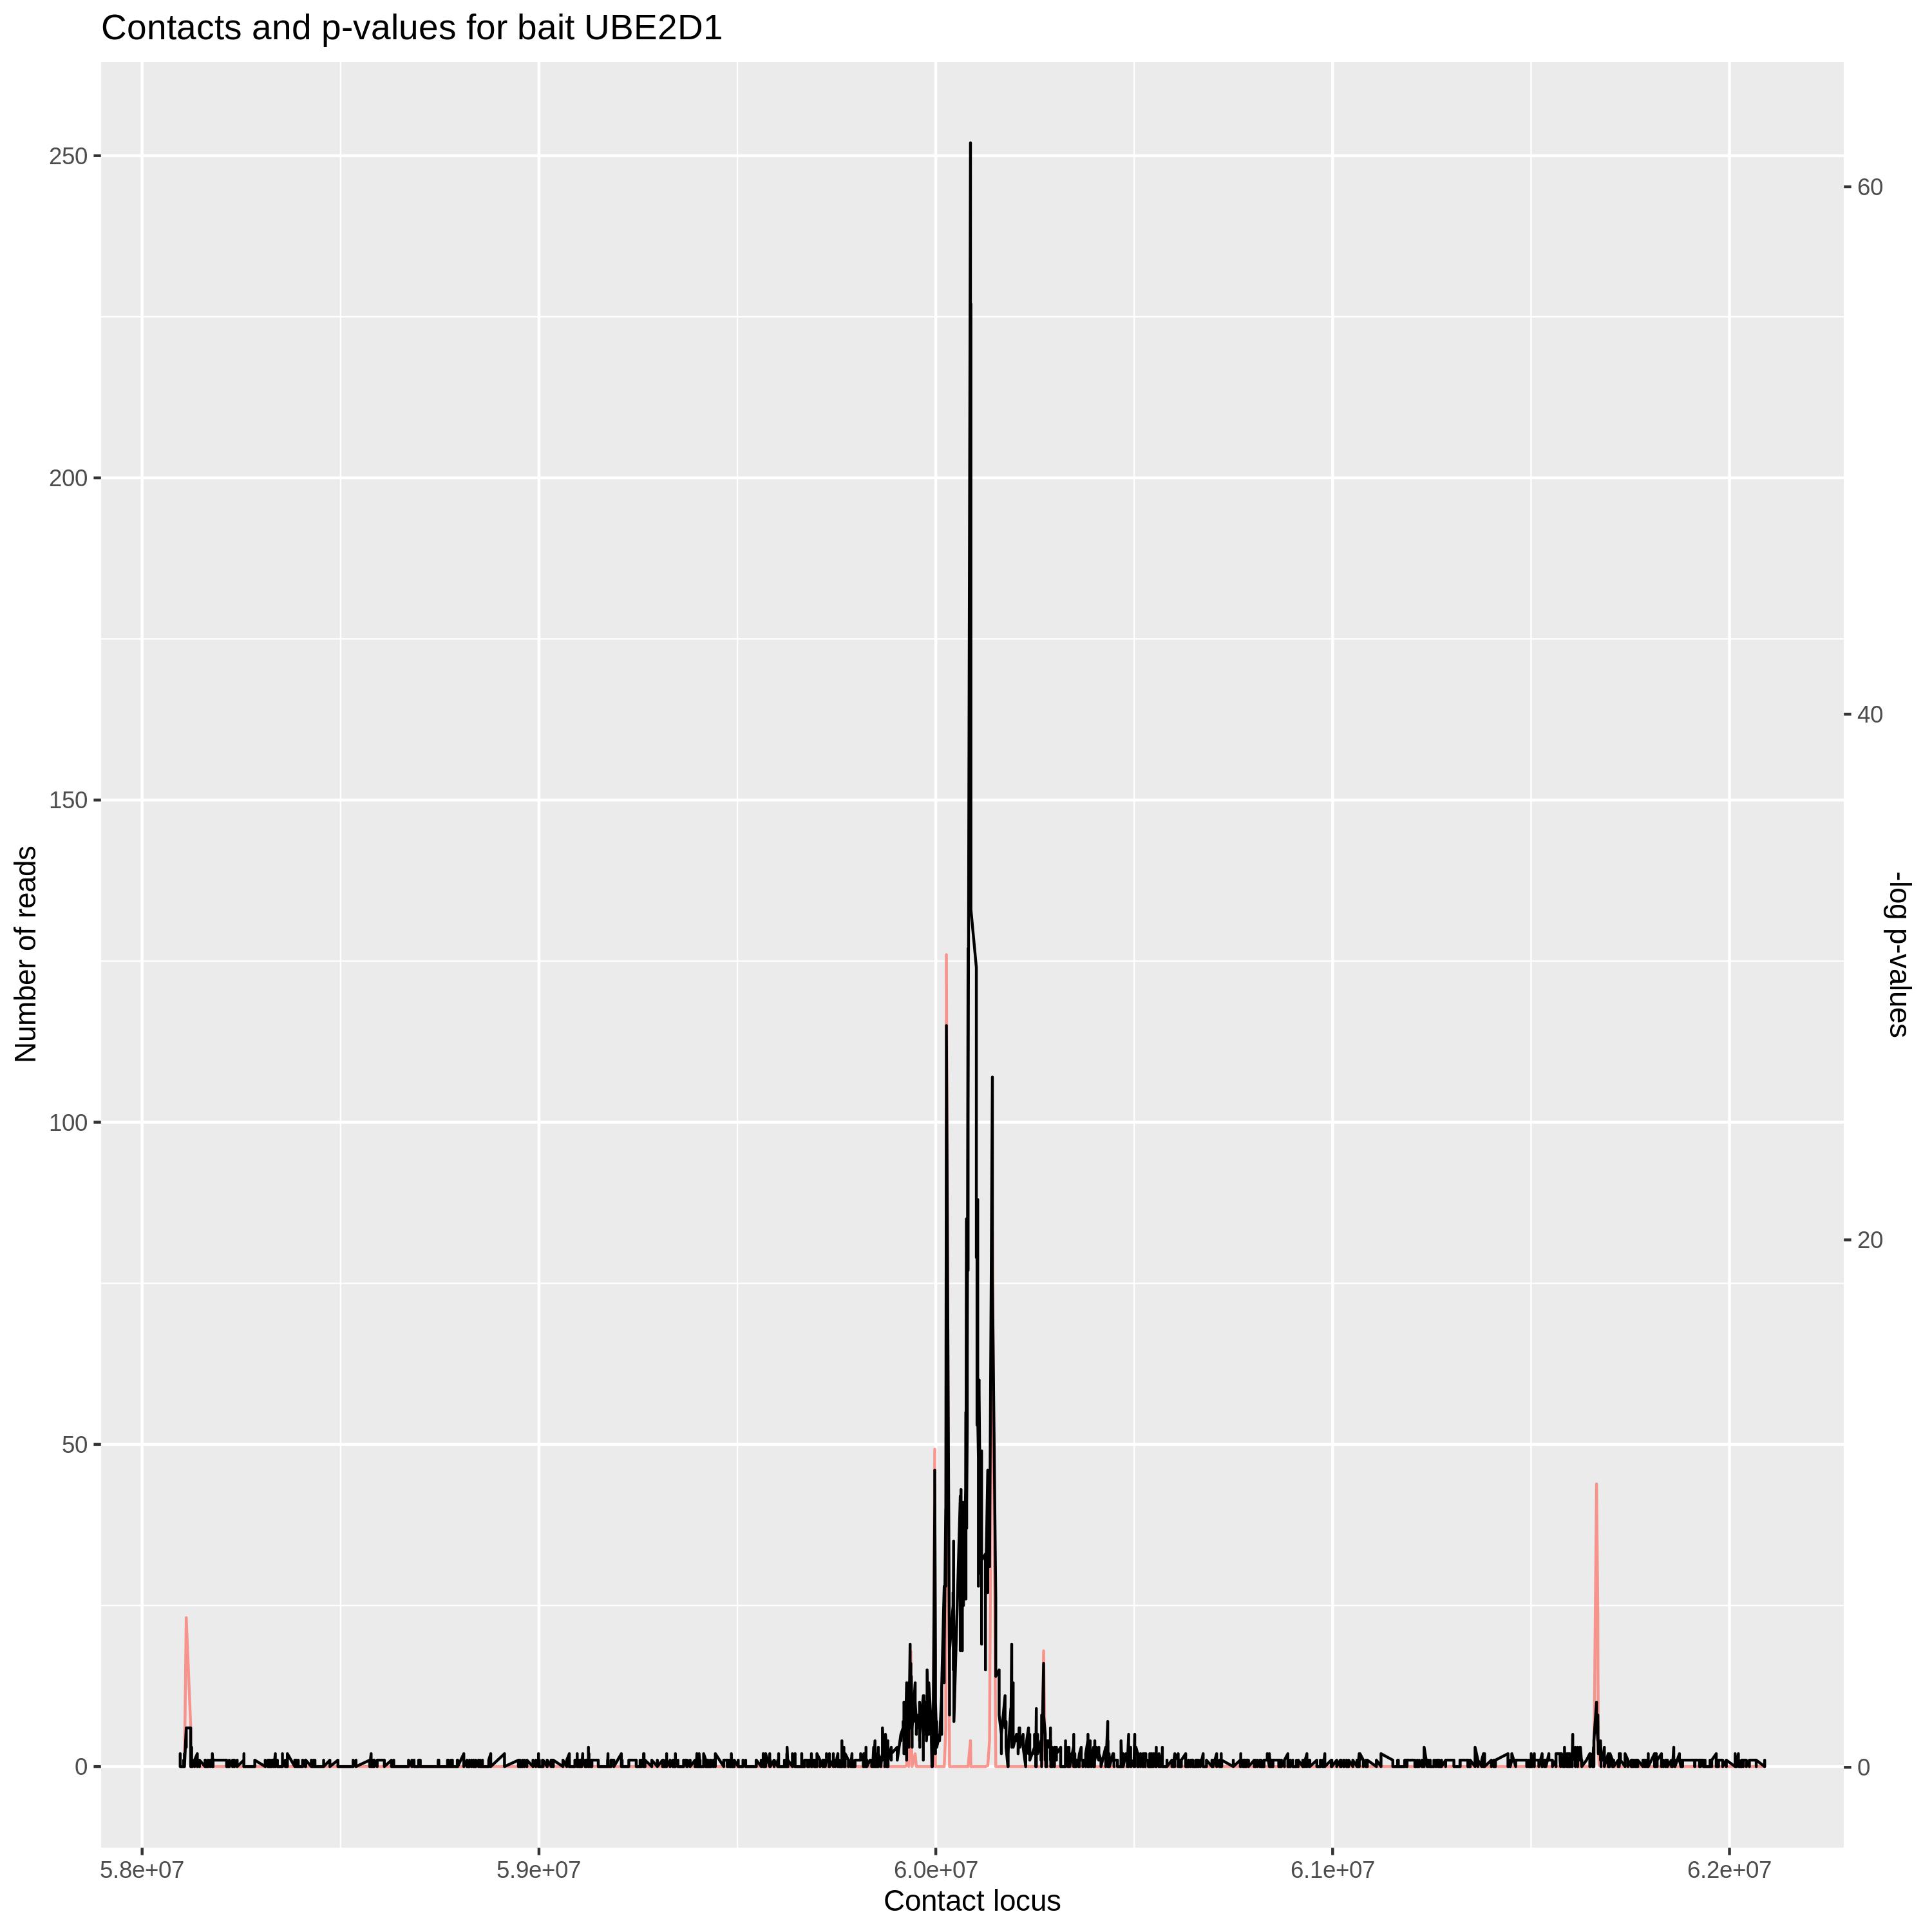 Contacts and p-values for bait UBE2D1
250
200
150
100
50
0
Number of reads
60
40
20
0
-log p-values
5.8e+07
5.9e+07
6.0e+07
6.1e+07
6.2e+07
Contact locus